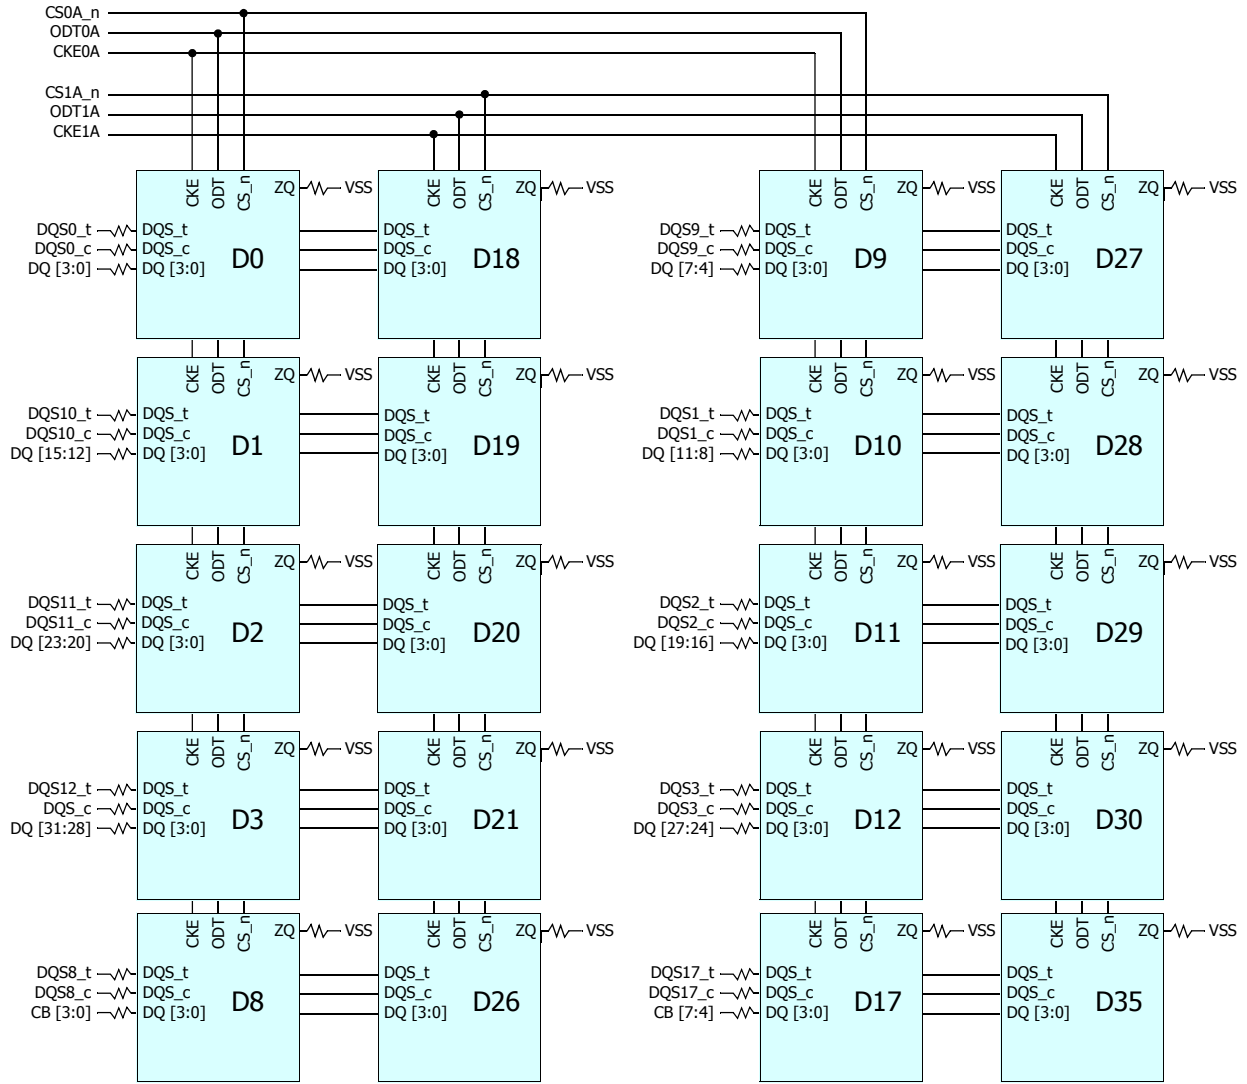 CS0A_n
ODT0A
CKE0A
CS1A_n
ODT1A
CKE1A
CKE ODT CS_n ZQ VSS CKE ODT CS_n ZQ VSS CKE ODT CS_n ZQ VSS CKE ODT CS_n ZQ VSS
DQS0_t DQS_t DQS_t DQS9_t DQS_t DQS_t
DQS0_c DQS_c D0 DQS_c D18 DQS9_c DQS_c D9 DQS_c D27
DQ [3:0] DQ [3:0] DQ [3:0] DQ [7:4] DQ [3:0] DQ [3:0]
CKE ODT CS_n ZQ VSS CKE ODT CS_n ZQ VSS CKE ODT CS_n ZQ VSS CKE ODT CS_n ZQ VSS
DQS10_t DQS_t DQS_t DQS1_t DQS_t DQS_t
DQS10_c DQS_c D1 DQS_c D19 DQS1_c DQS_c D10 DQS_c D28
DQ [15:12] DQ [3:0] DQ [3:0] DQ [11:8] DQ [3:0] DQ [3:0]
CKE ODT CS_n ZQ VSS CKE ODT CS_n ZQ VSS CKE ODT CS_n ZQ VSS CKE ODT CS_n ZQ VSS
DQS11_t DQS_t DQS_t DQS2_t DQS_t DQS_t
DQS11_c DQS_c D2 DQS_c D20 DQS2_c DQS_c D11 DQS_c D29
DQ [23:20] DQ [3:0] DQ [3:0] DQ [19:16] DQ [3:0] DQ [3:0]
CKE ODT CS_n ZQ VSS CKE ODT CS_n ZQ VSS CKE ODT CS_n ZQ VSS CKE ODT CS_n ZQ VSS
DQS12_t DQS_t DQS_t DQS3_t DQS_t DQS_t
DQS_c DQS_c D3 DQS_c D21 DQS3_c DQS_c D12 DQS_c D30
DQ [31:28] DQ [3:0] DQ [3:0] DQ [27:24] DQ [3:0] DQ [3:0]
CKE ODT CS_n ZQ VSS CKE ODT CS_n ZQ VSS CKE ODT CS_n ZQ VSS CKE ODT CS_n ZQ VSS
DQS8_t DQS_t DQS_t DQS17_t DQS_t DQS_t
DQS8_c DQS_c D8 DQS_c D26 DQS17_c DQS_c D17 DQS_c D35
CB [3:0] DQ [3:0] DQ [3:0] CB [7:4] DQ [3:0] DQ [3:0]